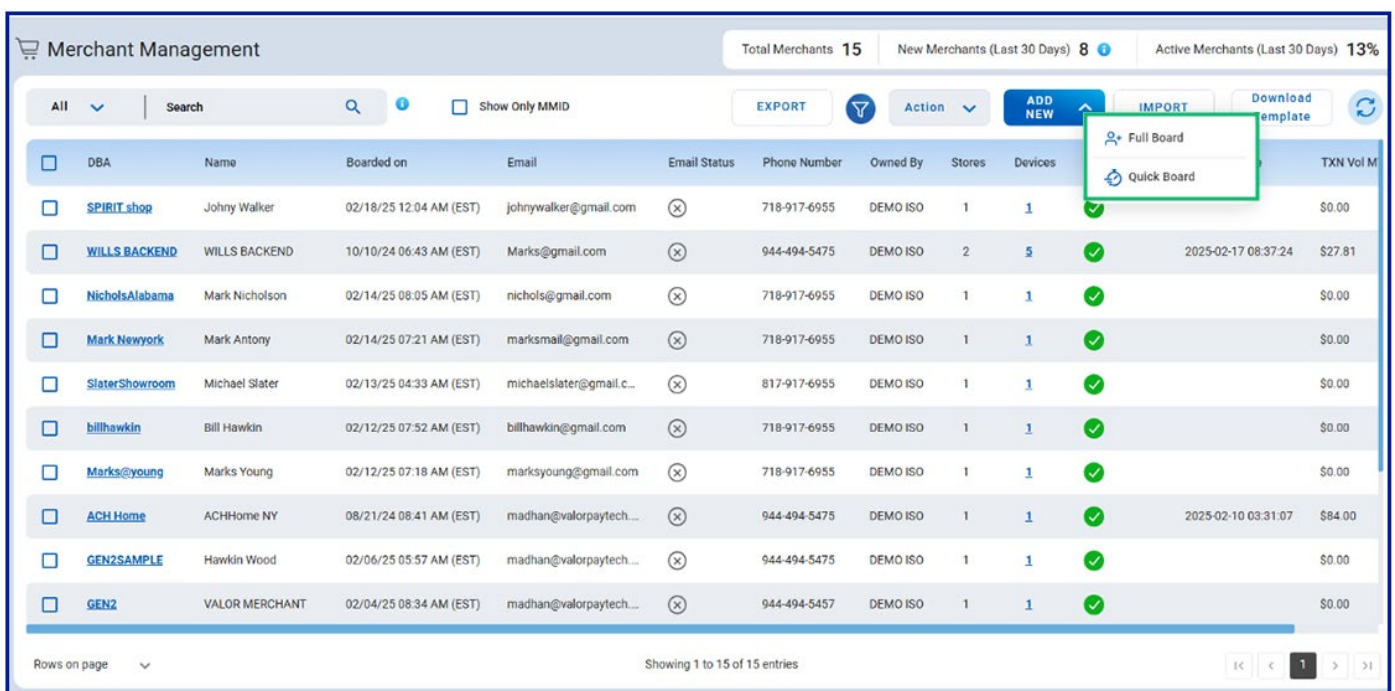 Merchant Management
Total Merchants 15 New Merchants (Last 30 Days) 8 Active Merchants (Last 30 Days) 13%
All Search Show Only MMID EXPORT Action ADD NEW IMPORT Download Template
Full Board
Quick Board
DBA Name Boarded on Email Email Status Phone Number Owned By Stores Devices TXN Vol M
SPIRIT shop Johny Walker 02/18/25 12:04 AM (EST) johnywalker@gmail.com 718-917-6955 DEMO ISO 1 1 $0.00
WILLS BACKEND WILLS BACKEND 10/10/24 06:43 AM (EST) Marks@gmail.com 944-494-5475 DEMO ISO 2 5 2025-02-17 08:37:24 $27.81
NicholsAlabama Mark Nicholson 02/14/25 08:05 AM (EST) nichols@gmail.com 718-917-6955 DEMO ISO 1 1 $0.00
Mark Newyork Mark Antony 02/14/25 07:21 AM (EST) marksmail@gmail.com 718-917-6955 DEMO ISO 1 1 $0.00
SlaterShowroom Michael Slater 02/13/25 04:33 AM (EST) michaelslater@gmail.c... 817-917-6955 DEMO ISO 1 1 $0.00
billhawkin Bill Hawkin 02/12/25 07:52 AM (EST) billhawkin@gmail.com 718-917-6955 DEMO ISO 1 1 $0.00
Marks@young Marks Young 02/12/25 07:18 AM (EST) marksyoung@gmail.com 718-917-6955 DEMO ISO 1 1 $0.00
ACH Home ACHHome NY 08/21/24 08:41 AM (EST) madhan@valorpaytech.... 944-494-5475 DEMO ISO 1 1 2025-02-10 03:31:07 $84.00
GEN2SAMPLE Hawkin Wood 02/06/25 05:57 AM (EST) madhan@valorpaytech.... 944-494-5475 DEMO ISO 1 1 $0.00
GEN2 VALOR MERCHANT 02/04/25 08:34 AM (EST) madhan@valorpaytech.... 944-494-5457 DEMO ISO 1 1 $0.00
Rows on page Showing 1 to 15 of 15 entries 1